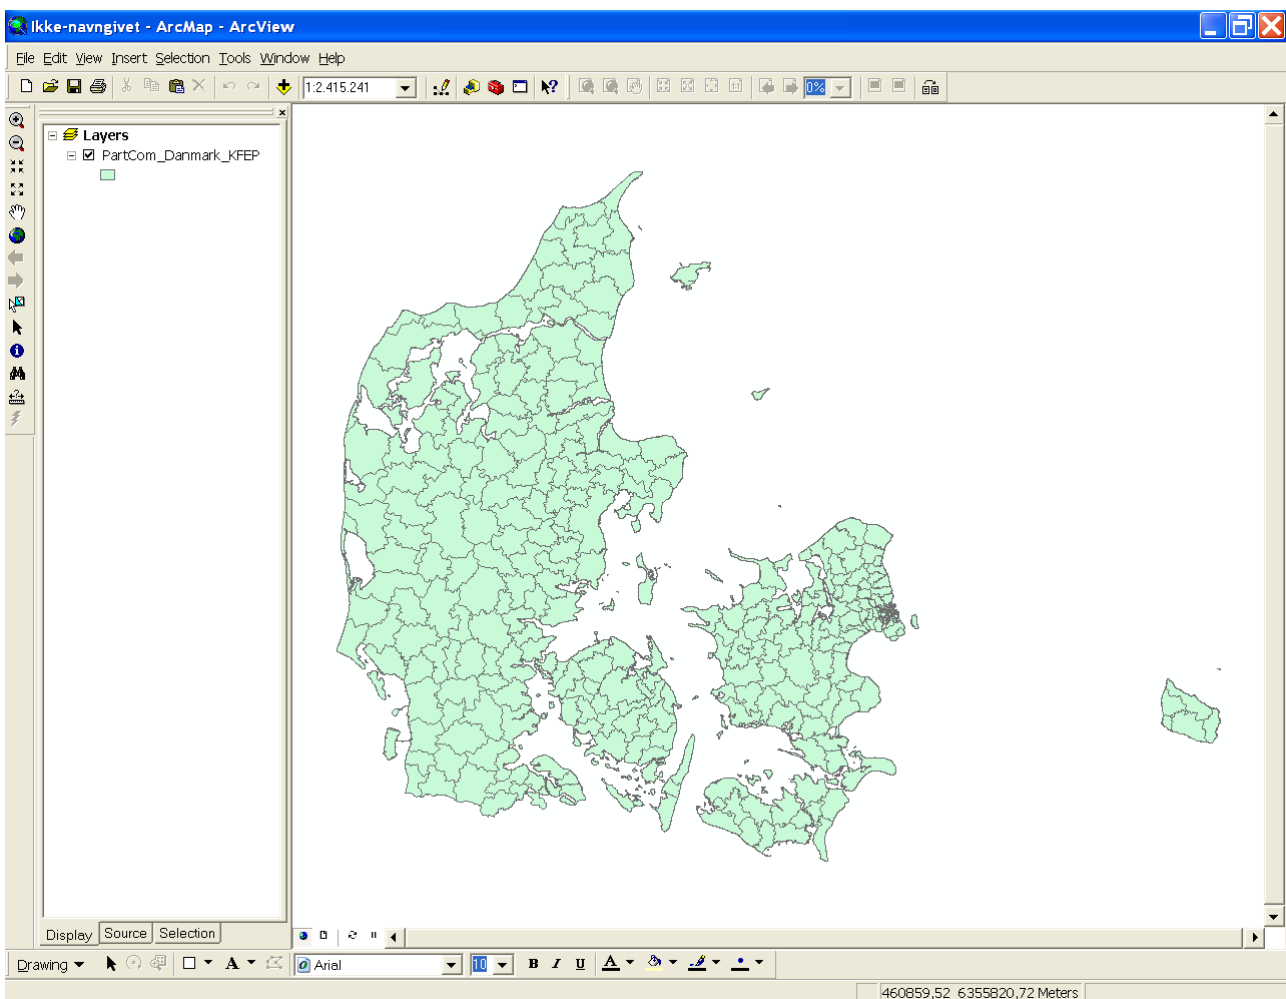 Ikke-navngivet - ArcMap - ArcView
File Edit View Insert Selection Tools Window Help
1:2.415.241
0%
Layers
PartCom_Danmark_KFEP
Display Source Selection
Drawing A Arial 10 B I U A
460859,52 6355820,72 Meters